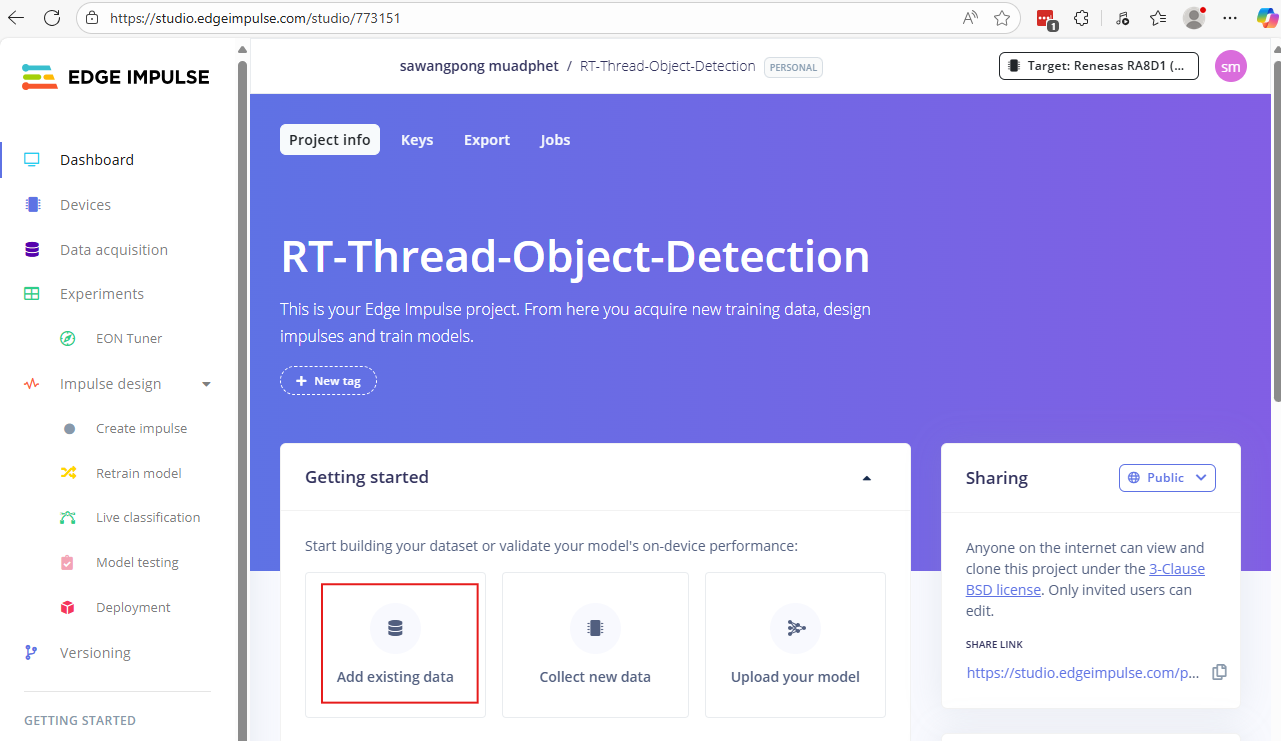 https://studio.edgeimpulse.com/studio/773151
1
EDGE IMPULSE
sawangpong muadphet / RT-Thread-Object-Detection PERSONAL
Target: Renesas RA8D1 (...
sm
Dashboard
Devices
Data acquisition
Experiments
EON Tuner
Impulse design
Create impulse
Retrain model
Live classification
Model testing
Deployment
Versioning
GETTING STARTED
Project info Keys Export Jobs
RT-Thread-Object-Detection
This is your Edge Impulse project. From here you acquire new training data, design
impulses and train models.
+ New tag
Getting started
Start building your dataset or validate your model's on-device performance:
Add existing data
Collect new data
Upload your model
Sharing
Public
Anyone on the internet can view and
clone this project under the 3-Clause
BSD license. Only invited users can
edit.
SHARE LINK
https://studio.edgeimpulse.com/p...